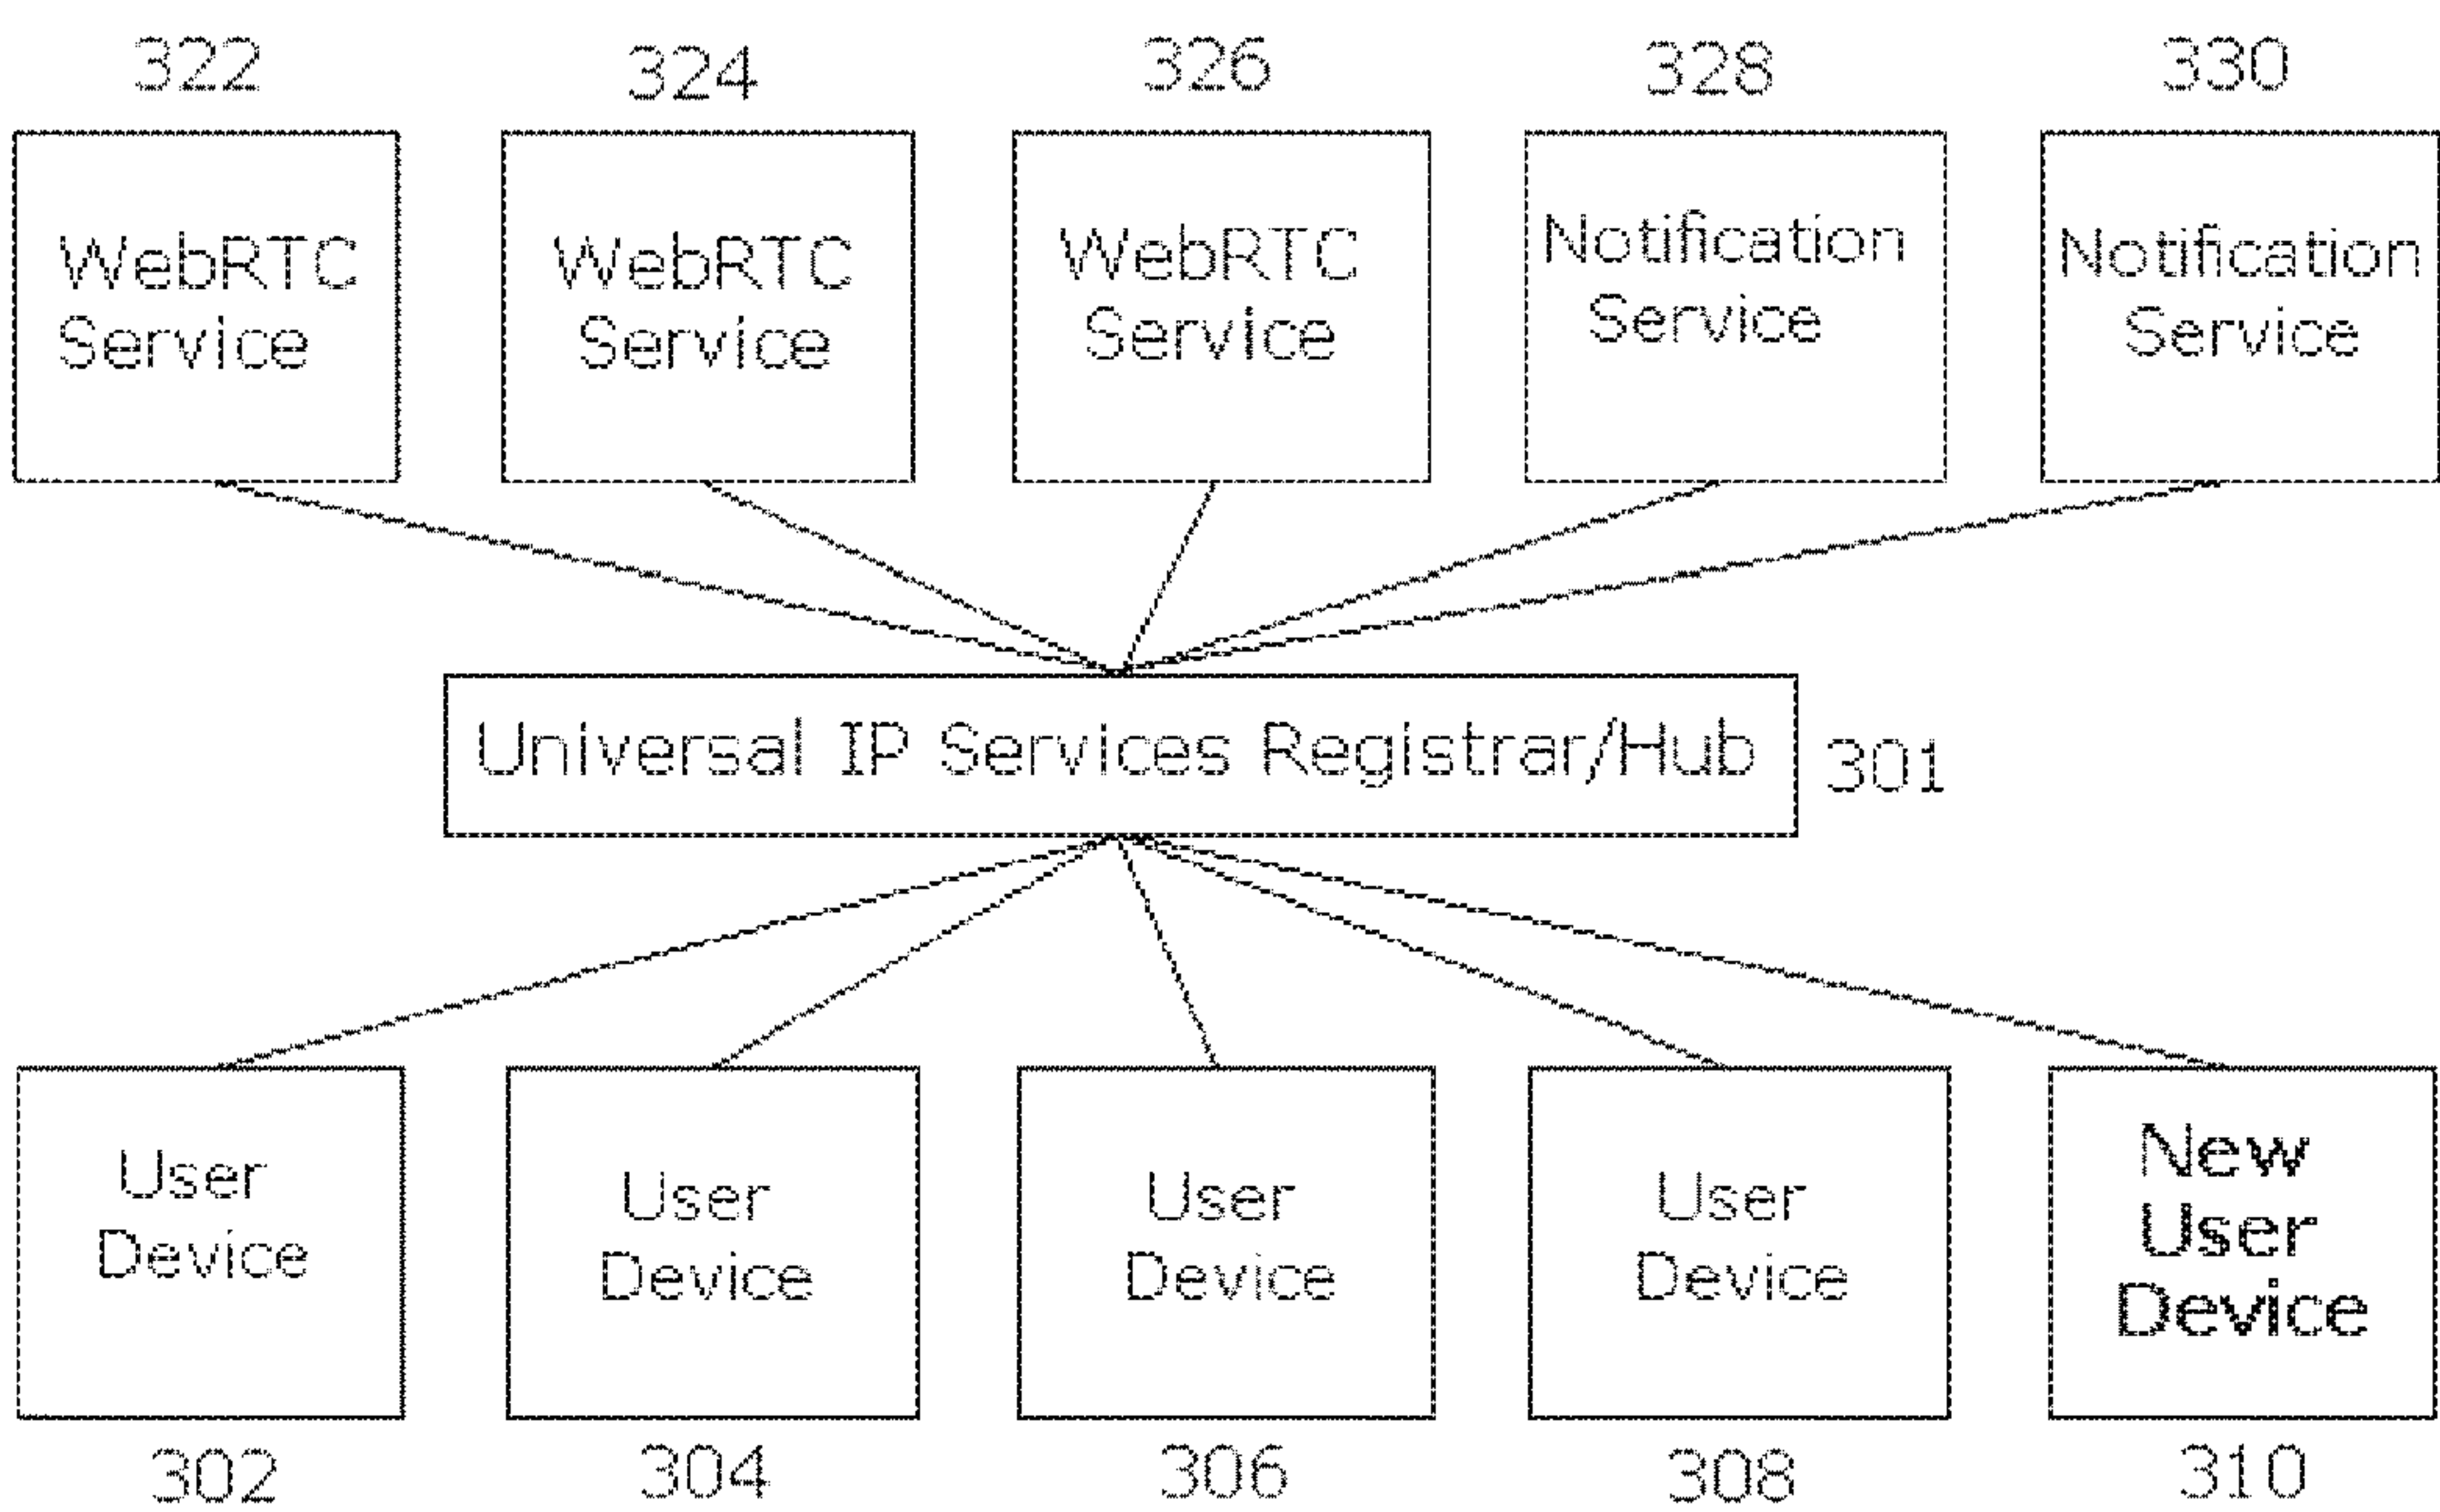 322 324 326 328 330
WebRTC WebRTC WebRTC Notification Notification
Service Service Service Service Service
Universal IP Services Registrar/Hub 301
User User User User New
Device Device Device Device User
Device
302 304 306 308 310